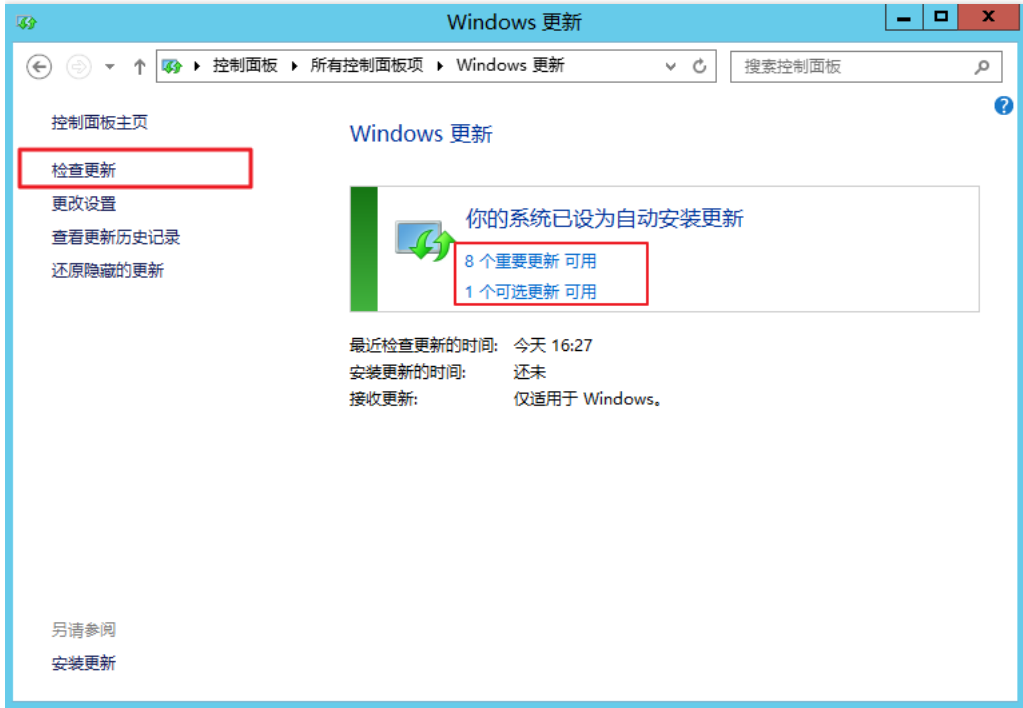 Windows 更新
控制面板 所有控制面板项 Windows 更新
搜索控制面板
控制面板主页
检查更新
更改设置
查看更新历史记录
还原隐藏的更新
Windows 更新
你的系统已设为自动安装更新
8 个重要更新 可用
1 个可选更新 可用
最近检查更新的时间: 今天 16:27
安装更新的时间: 还未
接收更新: 仅适用于 Windows。
另请参阅
安装更新